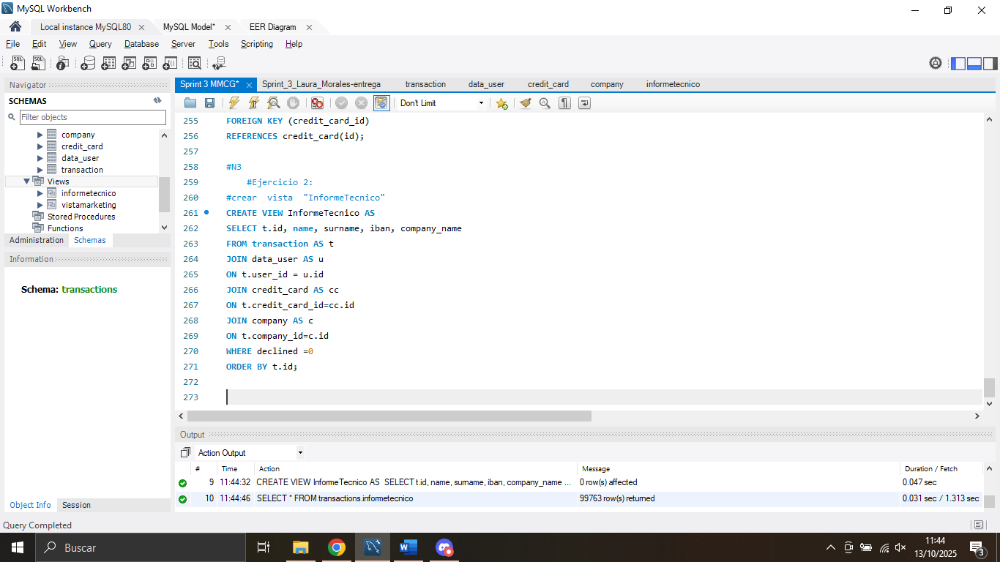 MySQL Workbench
Local instance MySQL80 MySQL Model* EER Diagram
File Edit View Query Database Server Tools Scripting Help
Navigator
SCHEMAS
Filter objects
company
credit_card
data_user
transaction
Views
informetecnico
vistamarketing
Stored Procedures
Functions
Administration Schemas
Information
Schema: transactions
Object Info Session
Sprint 3 MMCG* Sprint_3_Laura_Morales-entrega transaction data_user credit_card company informetecnico
Don't Limit
255 FOREIGN KEY (credit_card_id)
256 REFERENCES credit_card(id);
257
258 #N3
259 #Ejercicio 2:
260 #crear vista "InformeTecnico"
261 CREATE VIEW InformeTecnico AS
262 SELECT t.id, name, surname, iban, company_name
263 FROM transaction AS t
264 JOIN data_user AS u
265 ON t.user_id = u.id
266 JOIN credit_card AS cc
267 ON t.credit_card_id=cc.id
268 JOIN company AS c
269 ON t.company_id=c.id
270 WHERE declined =0
271 ORDER BY t.id;
272
273
Output
Action Output
# Time Action Message Duration / Fetch
9 11:44:32 CREATE VIEW InformeTecnico AS SELECT t.id, name, surname, iban, company_name ... 0 row(s) affected 0.047 sec
10 11:44:46 SELECT * FROM transactions.informetecnico 99763 row(s) returned 0.031 sec / 1.313 sec
Query Completed
Buscar
11:44
13/10/2025
3